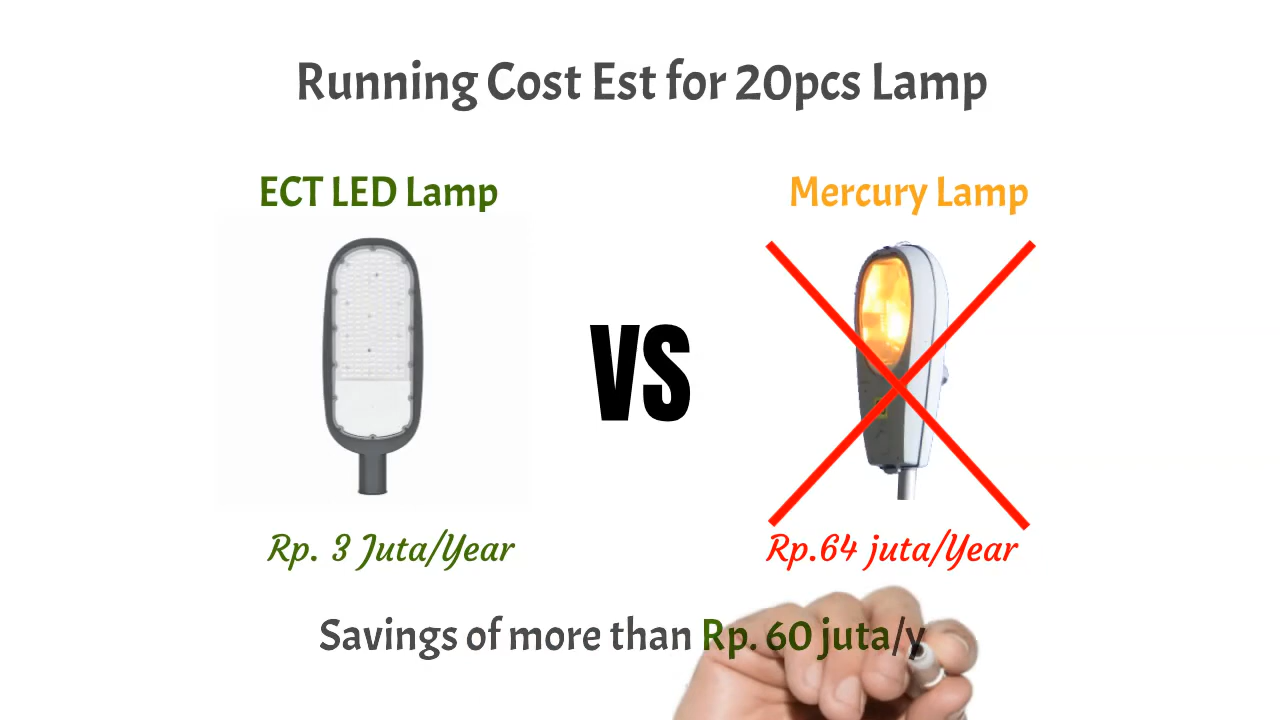 Running Cost Est for 20pcs Lamp
ECT LED Lamp
Mercury Lamp
VS
Rp. 3 Juta/Year
Rp.64 juta/Year
Savings of more than Rp. 60 juta/y